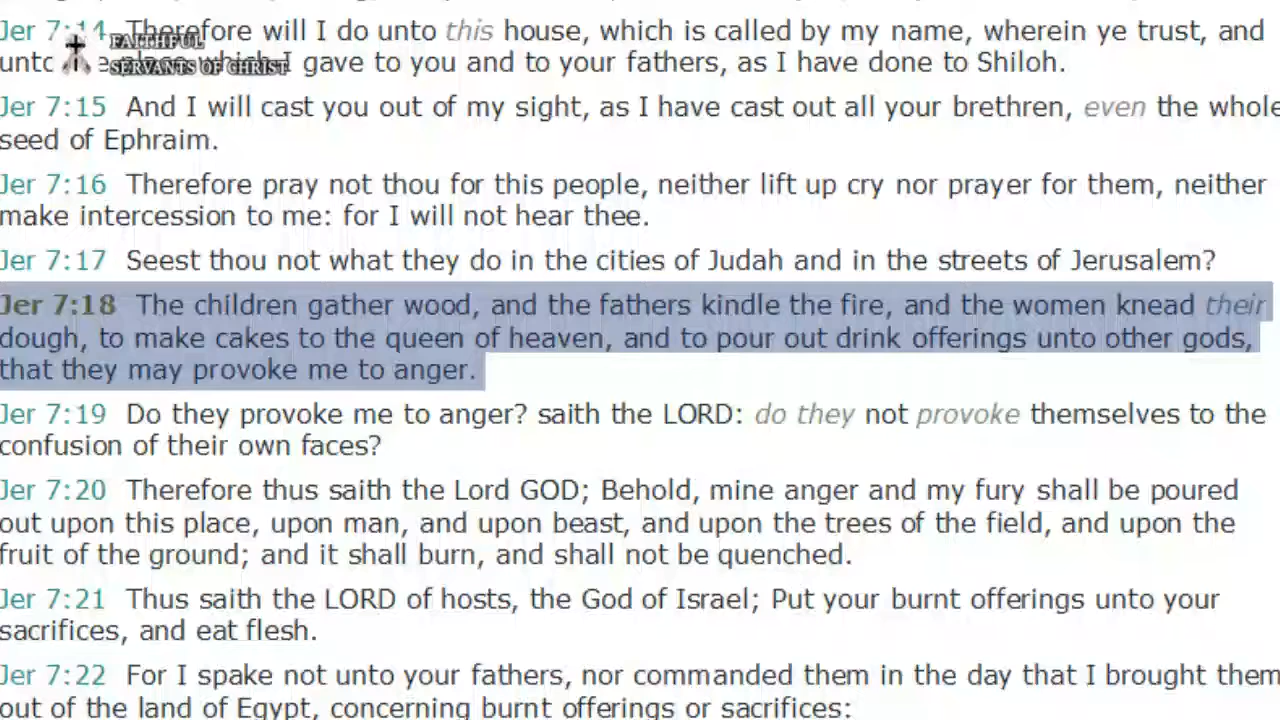 Jer 7:14 Therefore will I do unto this house, which is called by my name, wherein ye trust, and
FAITHFUL
unto I gave to you and to your fathers, as I have done to Shiloh.
SERVANTS OF CHRIST
Jer 7:15 And I will cast you out of my sight, as I have cast out all your brethren, even the whole
seed of Ephraim.
Jer 7:16 Therefore pray not thou for this people, neither lift up cry nor prayer for them, neither
make intercession to me: for I will not hear thee.
Jer 7:17 Seest thou not what they do in the cities of Judah and in the streets of Jerusalem?
Jer 7:18 The children gather wood, and the fathers kindle the fire, and the women knead their
dough, to make cakes to the queen of heaven, and to pour out drink offerings unto other gods,
that they may provoke me to anger.
Jer 7:19 Do they provoke me to anger? saith the LORD: do they not provoke themselves to the
confusion of their own faces?
Jer 7:20 Therefore thus saith the Lord GOD; Behold, mine anger and my fury shall be poured
out upon this place, upon man, and upon beast, and upon the trees of the field, and upon the
fruit of the ground; and it shall burn, and shall not be quenched.
Jer 7:21 Thus saith the LORD of hosts, the God of Israel; Put your burnt offerings unto your
sacrifices, and eat flesh.
Jer 7:22 For I spake not unto your fathers, nor commanded them in the day that I brought them
out of the land of Egypt, concerning burnt offerings or sacrifices: